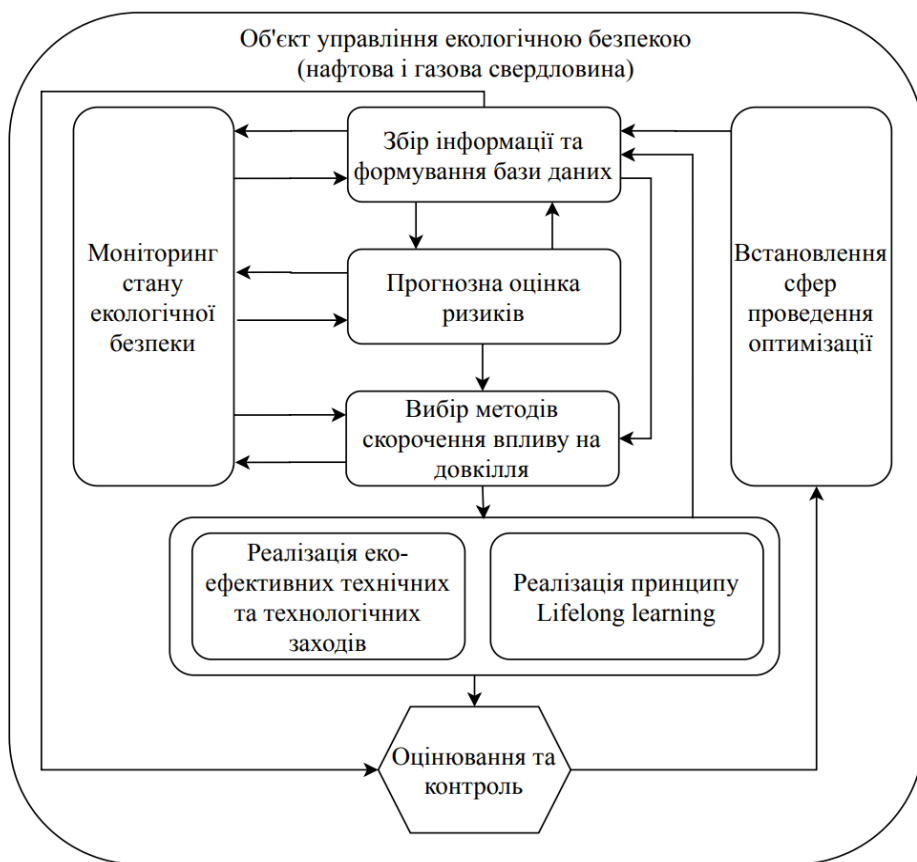 Об'єкт управління екологічною безпекою
(нафтова і газова свердловина)
Збір інформації та
формування бази даних
Моніторинг
стану
екологічної
безпеки
Прогнозна оцінка
ризиків
Встановлення
сфер
проведення
оптимізації
Вибір методів
скорочення впливу на
довкілля
Реалізація еко-
ефективних технічних
та технологічних
заходів
Реалізація принципу
Lifelong learning
Оцінювання та
контроль